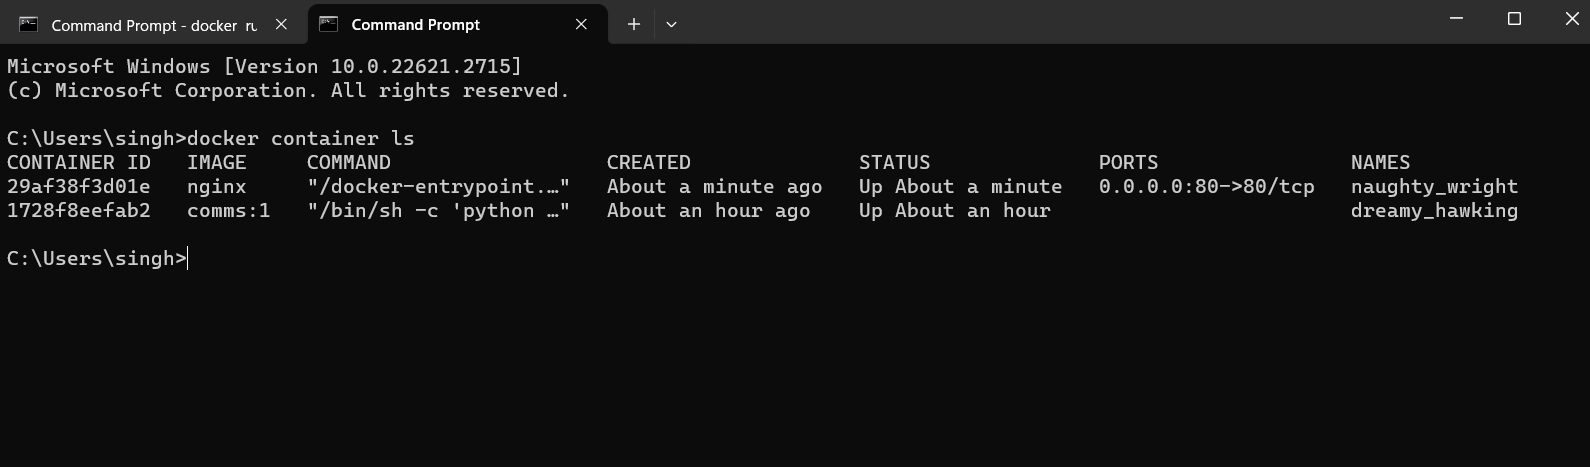 Command Prompt - docker ru
Command Prompt
Microsoft Windows [Version 10.0.22621.2715]
(c) Microsoft Corporation. All rights reserved.
C:\Users\singh>docker container ls
CONTAINER ID   IMAGE     COMMAND                  CREATED              STATUS              PORTS                NAMES
29af38f3d01e   nginx     "/docker-entrypoint.…"   About a minute ago   Up About a minute   0.0.0.0:80->80/tcp   naughty_wright
1728f8eefab2   comms:1   "/bin/sh -c 'python …"   About an hour ago    Up About an hour                         dreamy_hawking
C:\Users\singh>